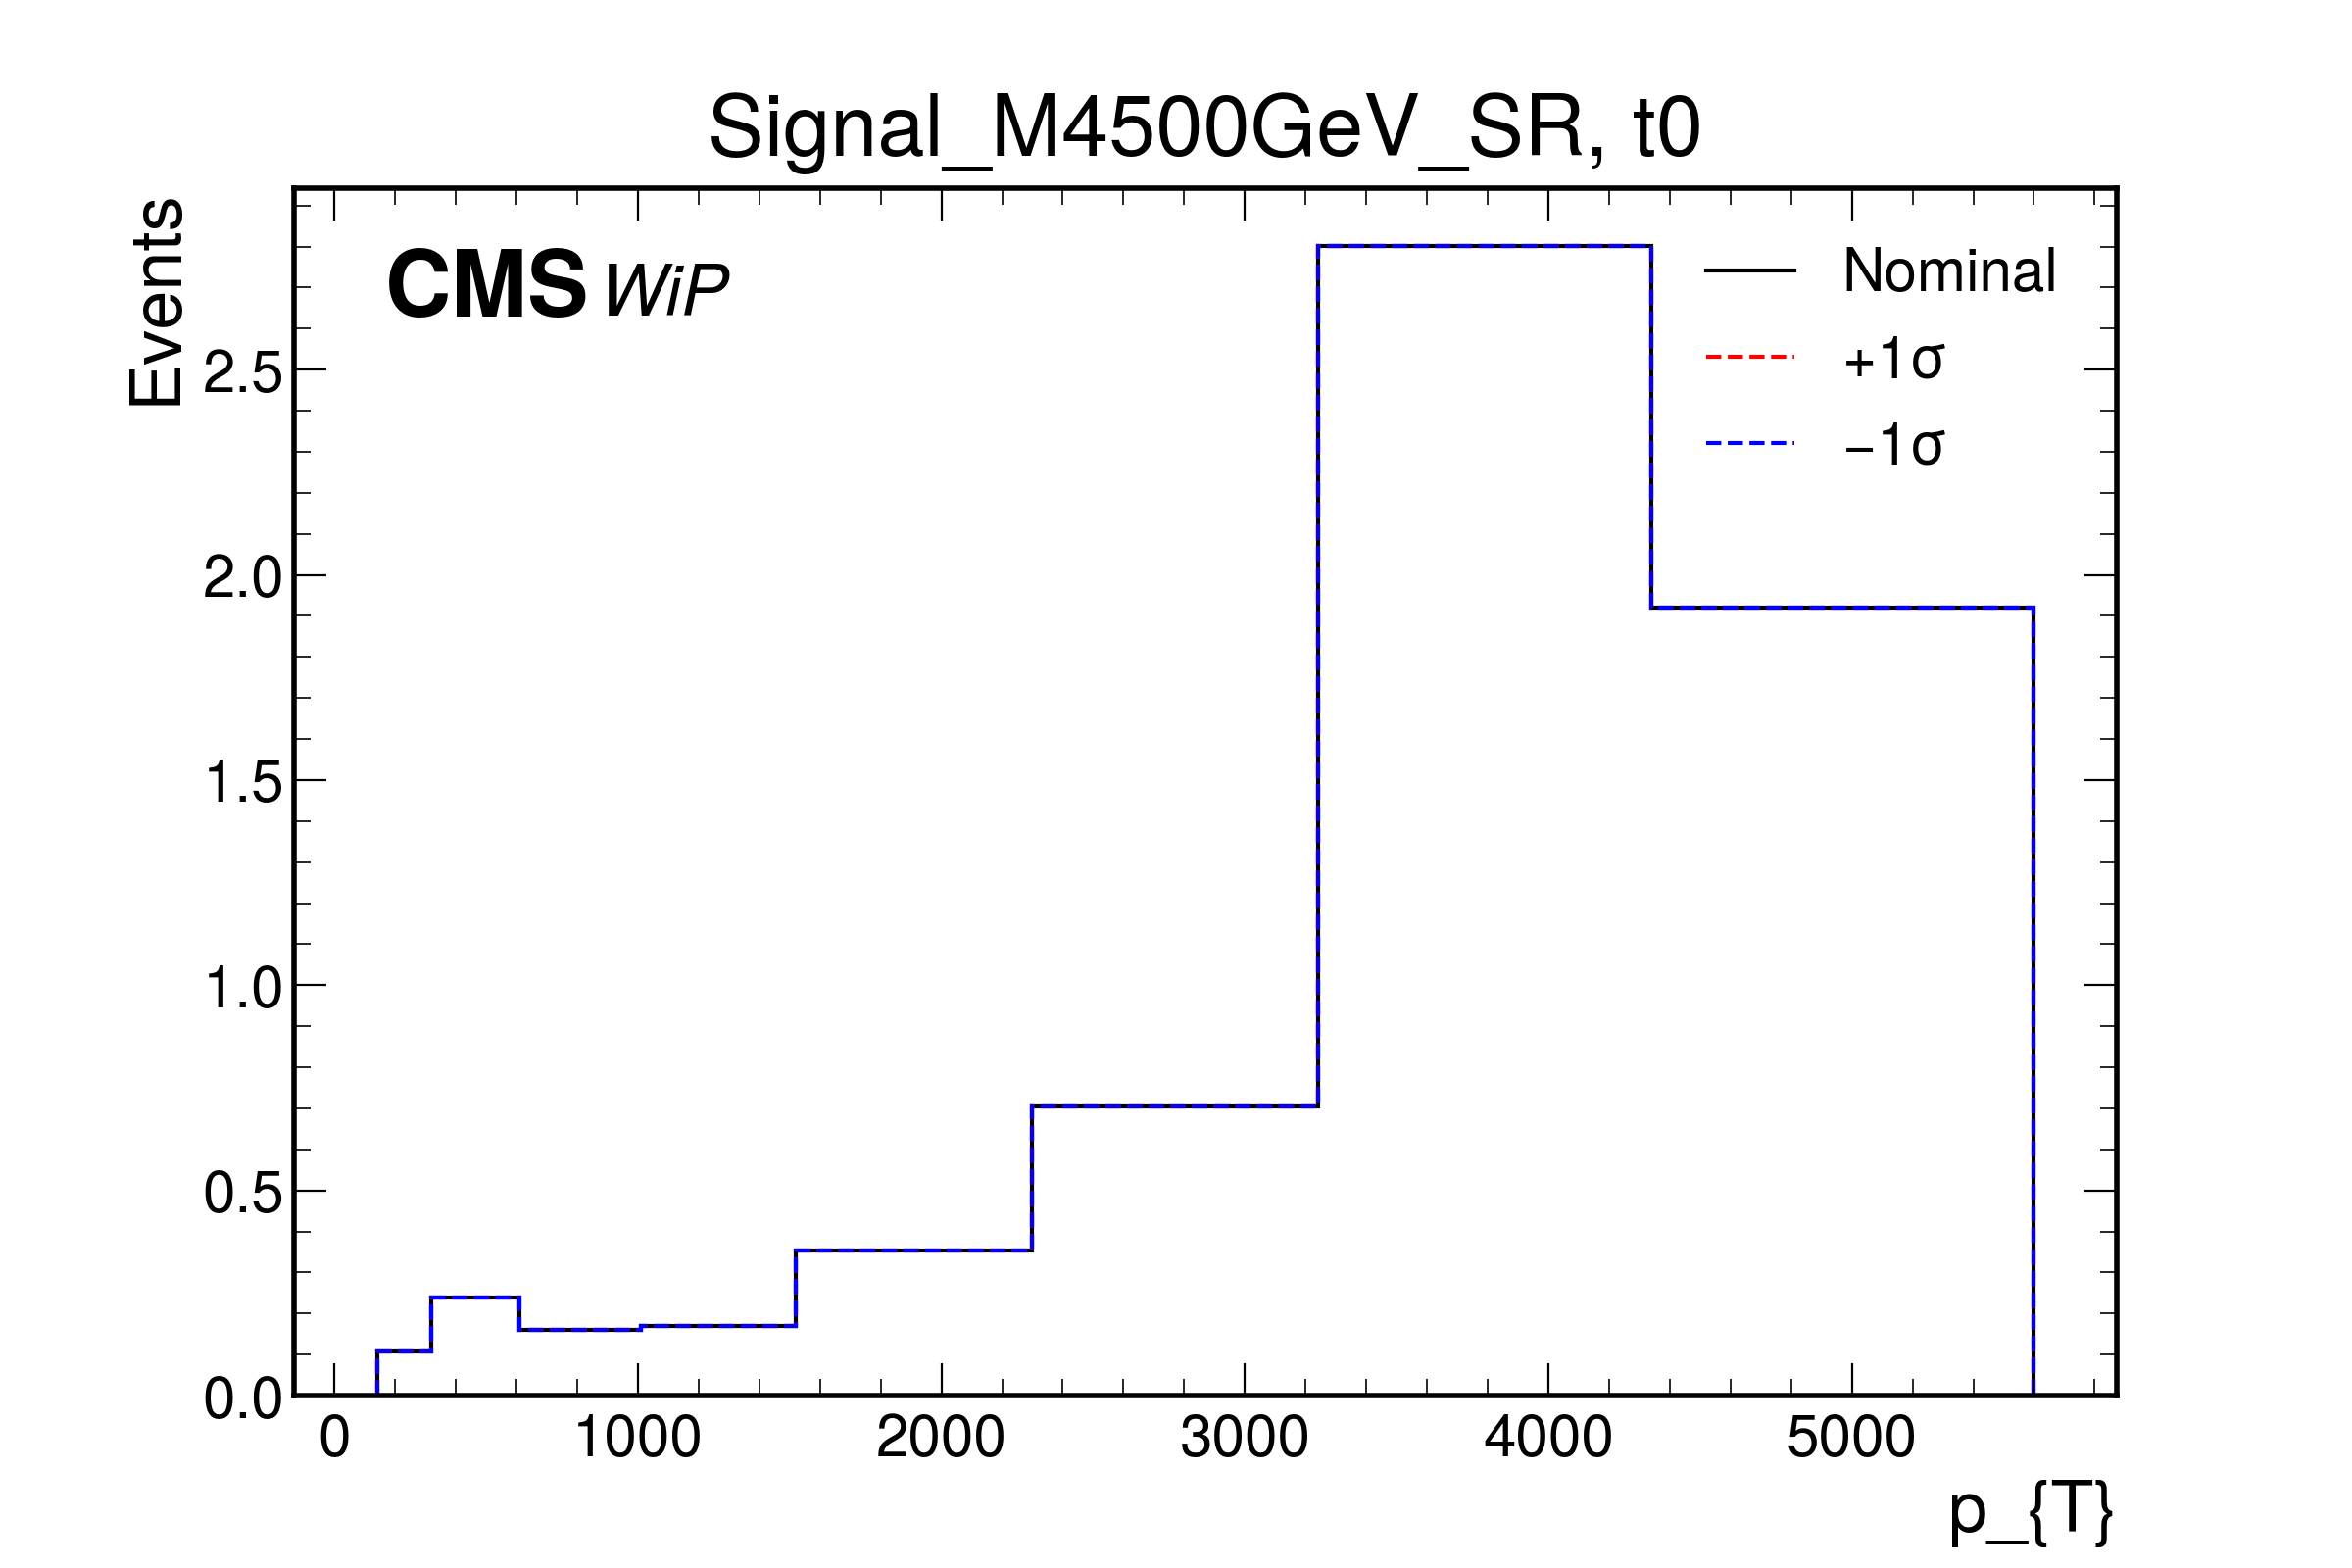 Signal_M4500GeV_SR, t0
Events
CMS WiP
Nominal
+1σ
−1σ
2.5
2.0
1.5
1.0
0.5
0.0
0 1000 2000 3000 4000 5000
p_{T}